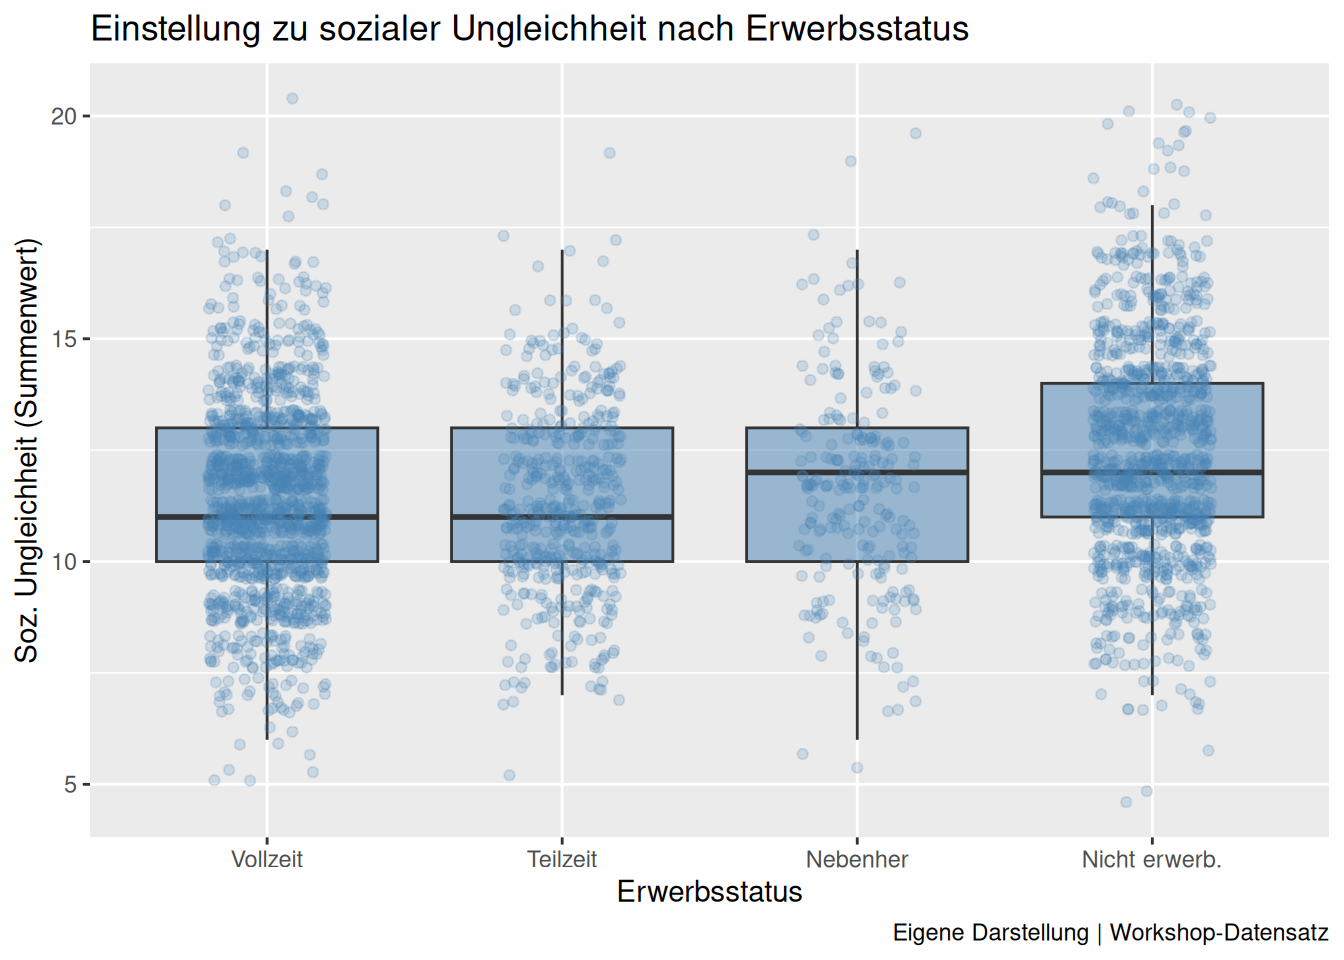 Einstellung zu sozialer Ungleichheit nach Erwerbsstatus
Soz. Ungleichheit (Summenwert)
20
15
10
5
Vollzeit
Teilzeit
Nebenher
Nicht erwerb.
Erwerbsstatus
Eigene Darstellung | Workshop-Datensatz